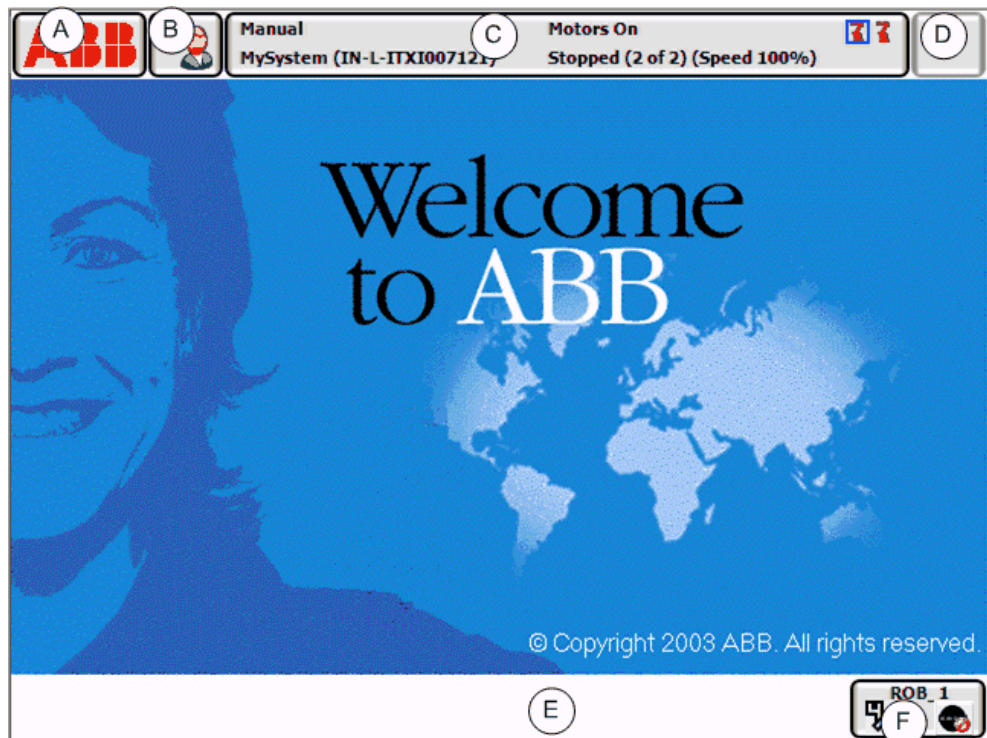 A
ABB
B
Manual
MySystem (IN-L-ITXI007121)
C
Motors On
Stopped (2 of 2) (Speed 100%)
D
Welcome
to ABB
© Copyright 2003 ABB. All rights reserved.
E
ROB_1
F